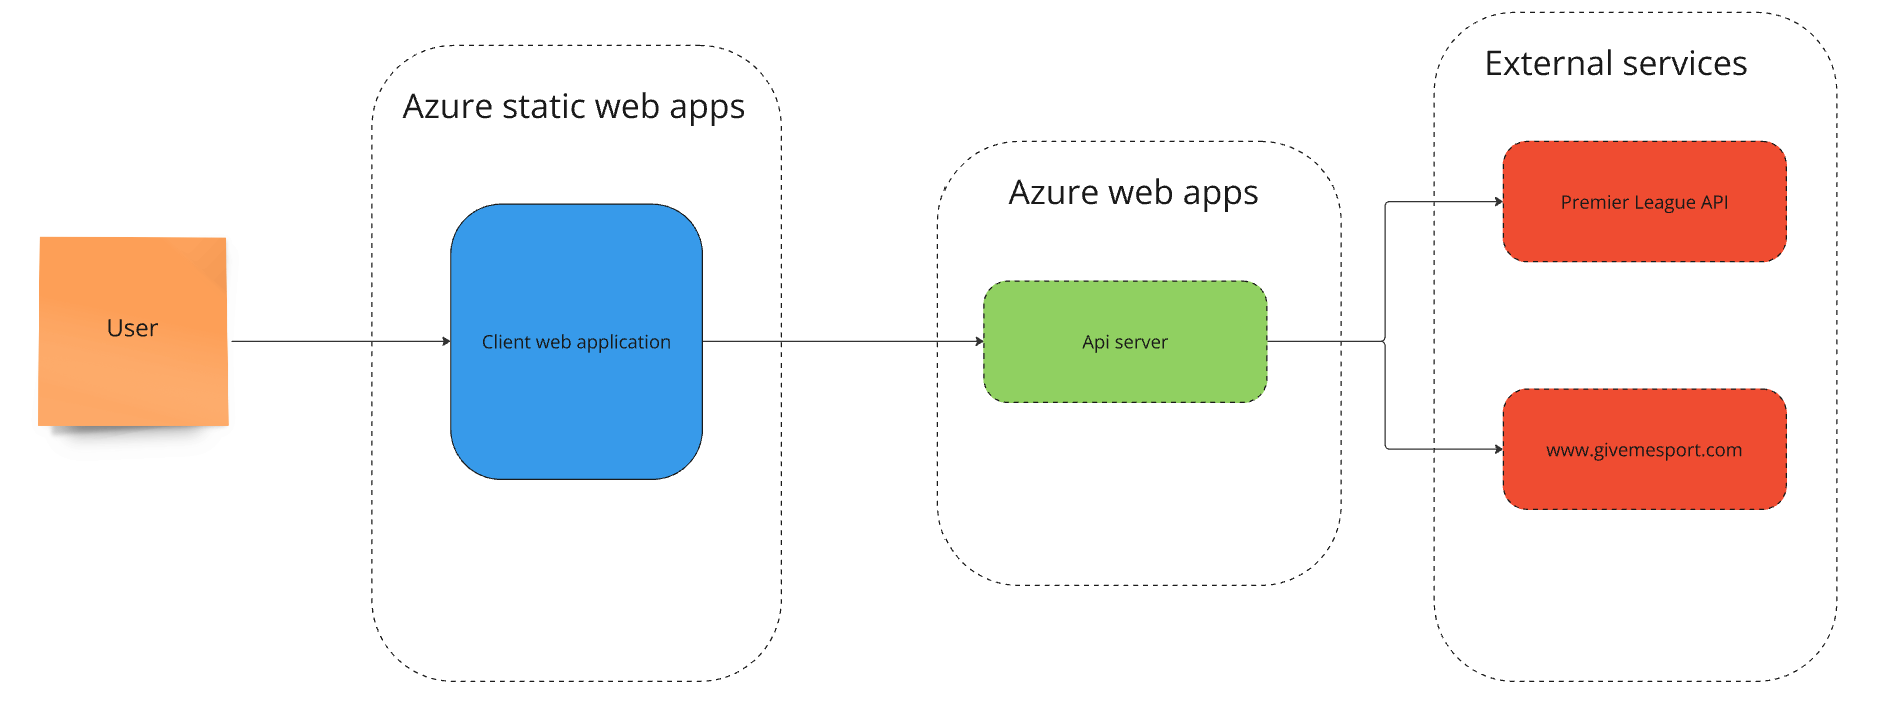 User
Azure static web apps
Client web application
Azure web apps
Api server
External services
Premier League API
www.givemesport.com